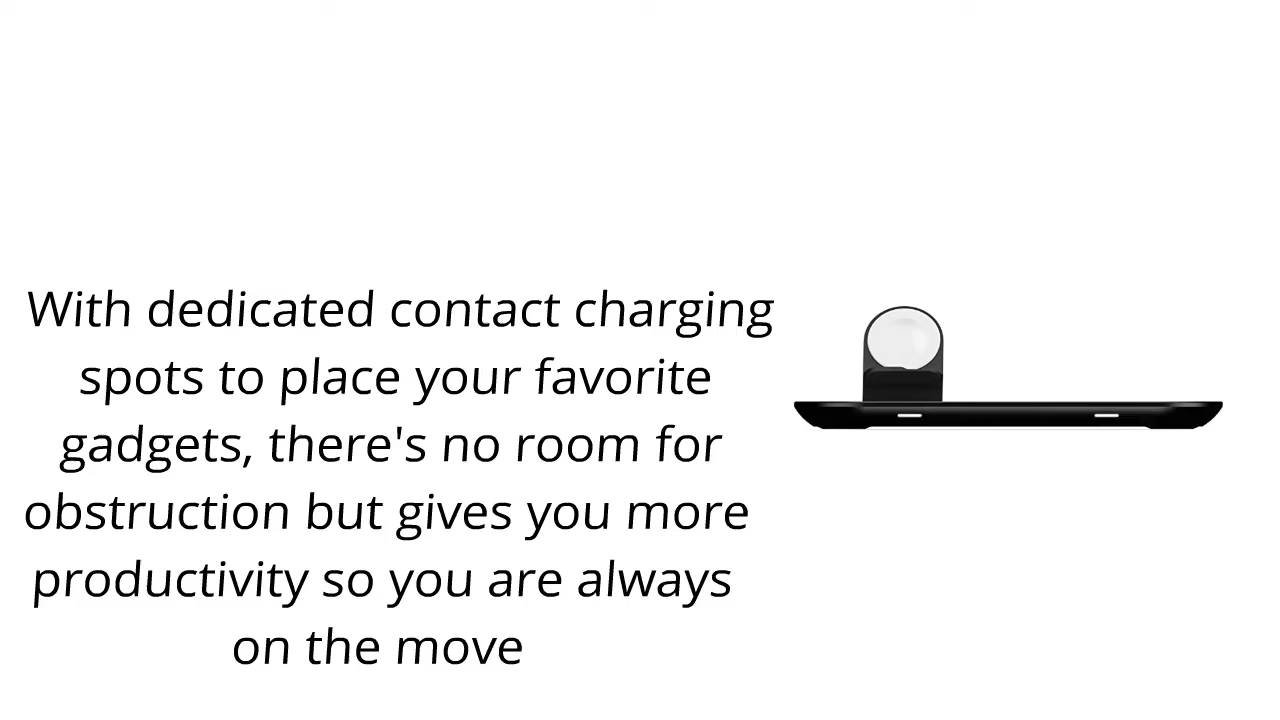 With dedicated contact charging
spots to place your favorite
gadgets, there's no room for
obstruction but gives you more
productivity so you are always
on the move